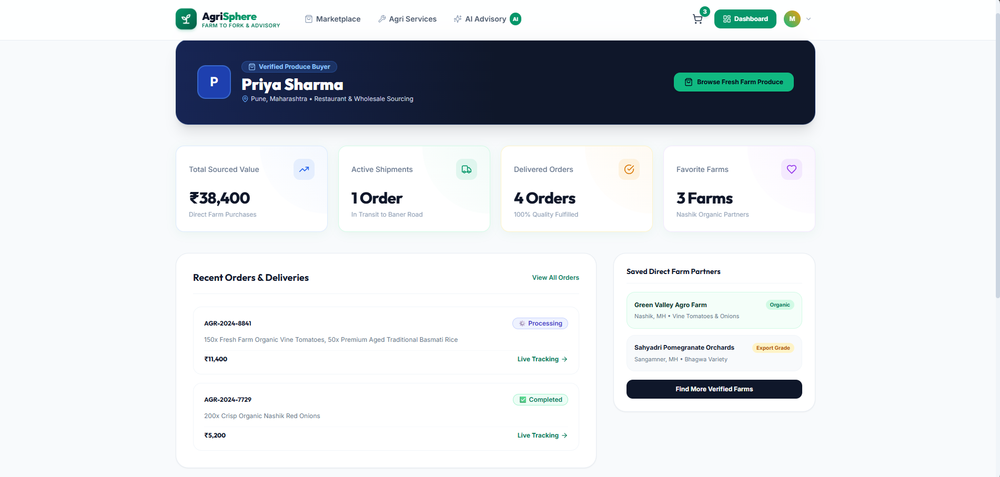 AgriSphere
FARM TO FORK & ADVISORY
Marketplace
Agri Services
AI Advisory AI
3
Dashboard
M
P
Verified Produce Buyer
Priya Sharma
Pune, Maharashtra • Restaurant & Wholesale Sourcing
Browse Fresh Farm Produce
Total Sourced Value
₹38,400
Direct Farm Purchases
Active Shipments
1 Order
In Transit to Baner Road
Delivered Orders
4 Orders
100% Quality Fulfilled
Favorite Farms
3 Farms
Nashik Organic Partners
Recent Orders & Deliveries
View All Orders
AGR-2024-8841
Processing
150x Fresh Farm Organic Vine Tomatoes, 50x Premium Aged Traditional Basmati Rice
₹11,400
Live Tracking →
AGR-2024-7729
Completed
200x Crisp Organic Nashik Red Onions
₹5,200
Live Tracking →
Saved Direct Farm Partners
Green Valley Agro Farm
Organic
Nashik, MH • Vine Tomatoes & Onions
Sahyadri Pomegranate Orchards
Export Grade
Sangamner, MH • Bhagwa Variety
Find More Verified Farms